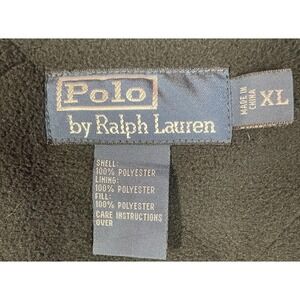 Polo
by Ralph Lauren
MADE IN
CHINA
XL
SHELL:
100% POLYESTER
LINING:
100% POLYESTER
FILL:
100% POLYESTER
CARE INSTRUCTIONS
OVER